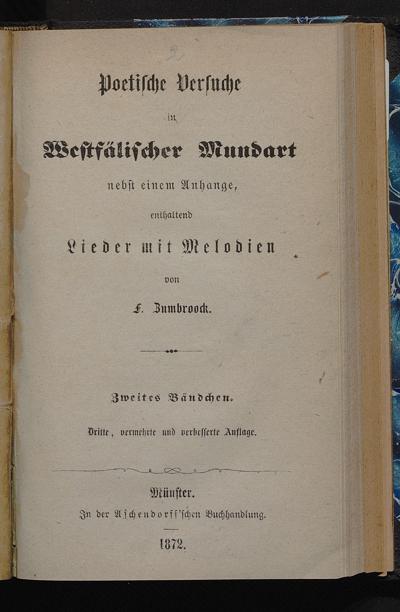 2
Poetische Versuche
in
Westfälischer Mundart
nebst einem Anhange,
enthaltend
Lieder mit Melodien
von
F. Zumbroock.
Zweites Bändchen.
Dritte, vermehrte und verbesserte Auflage.
Münster.
In der Aschendorff'schen Buchhandlung.
1872.